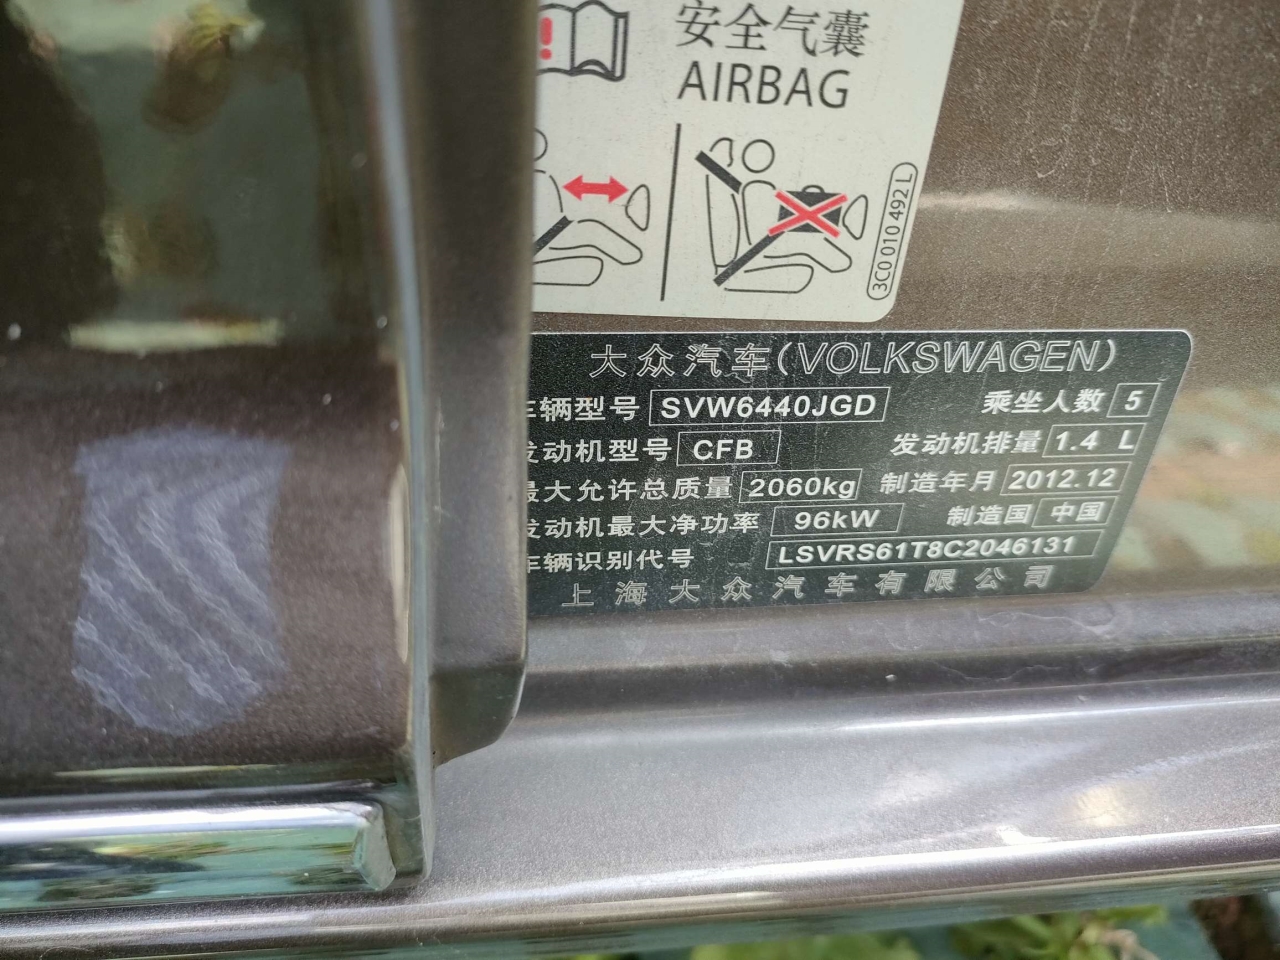 安全气囊
AIRBAG
3C0 010 492 L
大众汽车(VOLKSWAGEN)
车辆型号 SVW6440JGD 乘坐人数 5
发动机型号 CFB 发动机排量 1.4 L
最大允许总质量 2060kg 制造年月 2012.12
发动机最大净功率 96kW 制造国 中国
车辆识别代号 LSVRS61T8C2046131
上海大众汽车有限公司